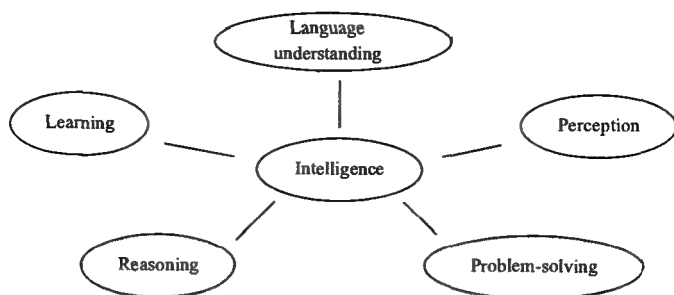 Language
understanding
Learning
Perception
Intelligence
Reasoning
Problem-solving